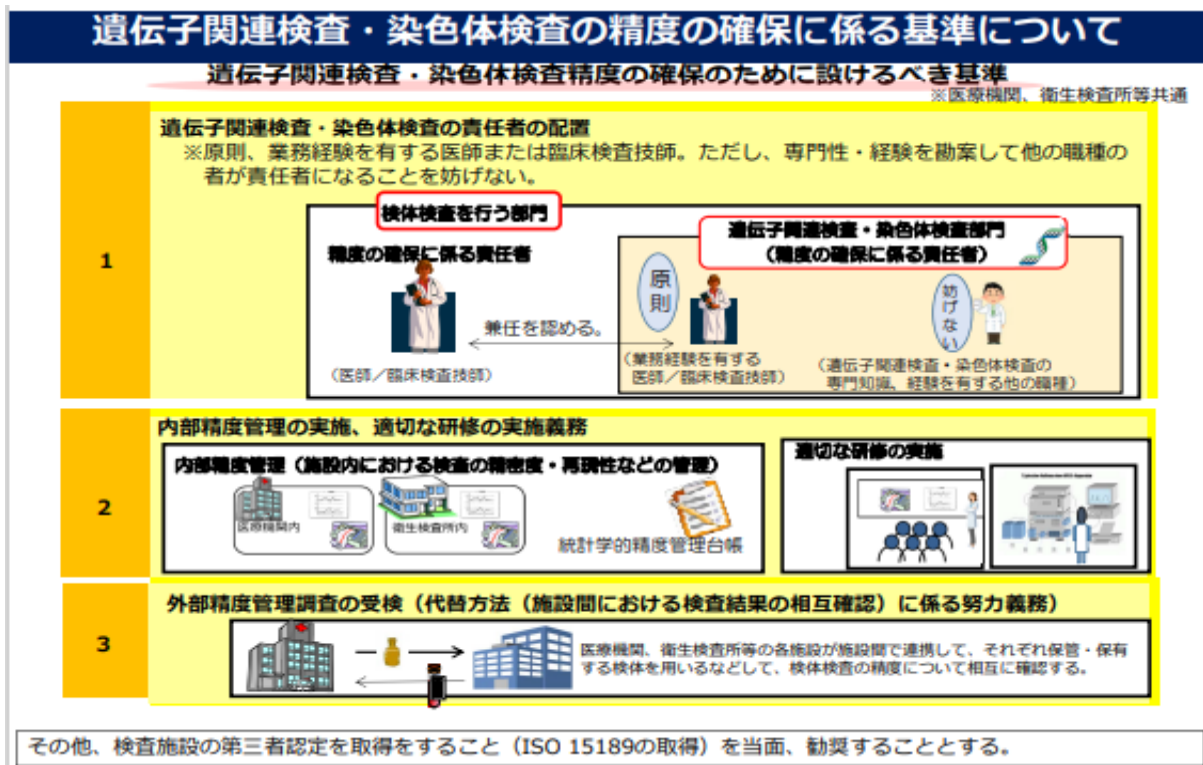 遺伝子関連検査・染色体検査の精度の確保に係る基準について
遺伝子関連検査・染色体検査精度の確保のために設けるべき基準
※医療機関、衛生検査所等共通
1
遺伝子関連検査・染色体検査の責任者の配置
※原則、業務経験を有する医師または臨床検査技師。ただし、専門性・経験を勘案して他の職種の
者が責任者になることを妨げない。
検体検査を行う部門
精度の確保に係る責任者
(医師/臨床検査技師)
兼任を認める。
遺伝子関連検査・染色体検査部門
(精度の確保に係る責任者)
原
則
(業務経験を有する
医師/臨床検査技師)
妨
げ
な
い
(遺伝子関連検査・染色体検査の
専門知識、経験を有する他の職種)
2
内部精度管理の実施、適切な研修の実施義務
内部精度管理(施設内における検査の精密度・再現性などの管理)
医療機関内
衛生検査所内
統計学的精度管理台帳
適切な研修の実施
3
外部精度管理調査の受検(代替方法(施設間における検査結果の相互確認)に係る努力義務)
医療機関、衛生検査所等の各施設が施設間で連携して、それぞれ保管・保有
する検体を用いるなどして、検体検査の精度について相互に確認する。
その他、検査施設の第三者認定を取得をすること(ISO 15189の取得)を当面、勧奨することとする。